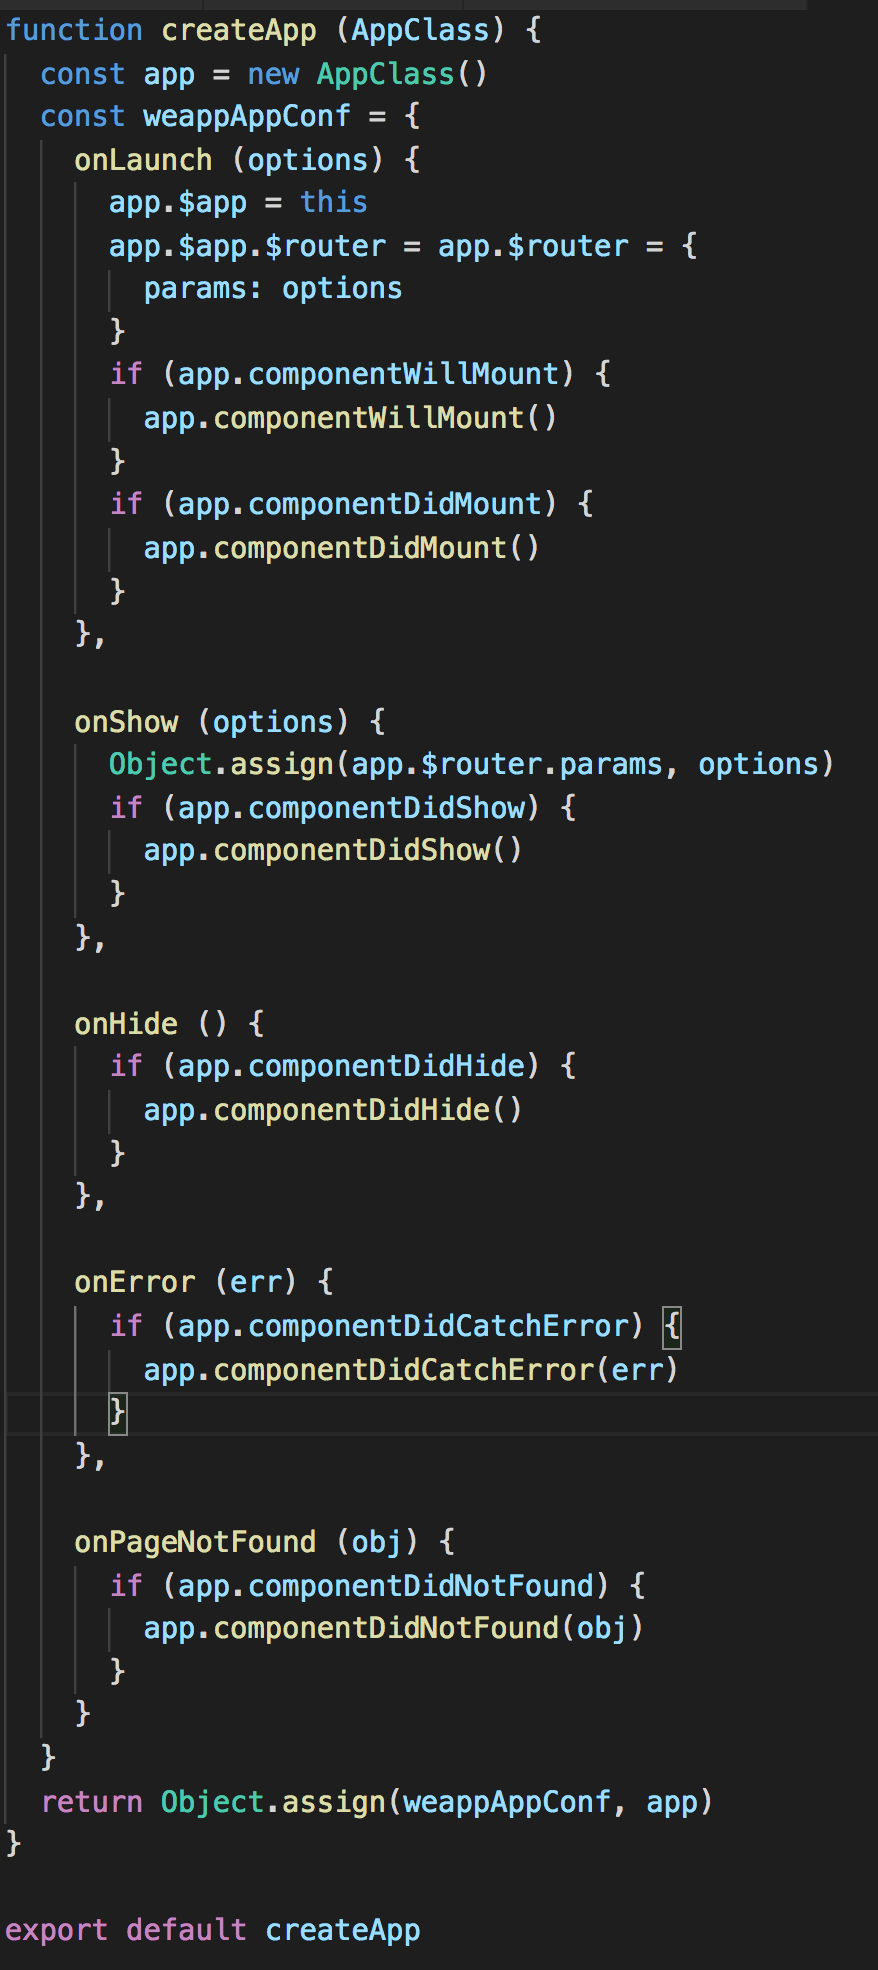 function createApp (AppClass) {
  const app = new AppClass()
  const weappAppConf = {
    onLaunch (options) {
      app.$app = this
      app.$app.$router = app.$router = {
        params: options
      }
      if (app.componentWillMount) {
        app.componentWillMount()
      }
      if (app.componentDidMount) {
        app.componentDidMount()
      }
    },

    onShow (options) {
      Object.assign(app.$router.params, options)
      if (app.componentDidShow) {
        app.componentDidShow()
      }
    },

    onHide () {
      if (app.componentDidHide) {
        app.componentDidHide()
      }
    },

    onError (err) {
      if (app.componentDidCatchError) {
        app.componentDidCatchError(err)
      }
    },

    onPageNotFound (obj) {
      if (app.componentDidNotFound) {
        app.componentDidNotFound(obj)
      }
    }
  }
  return Object.assign(weappAppConf, app)
}

export default createApp